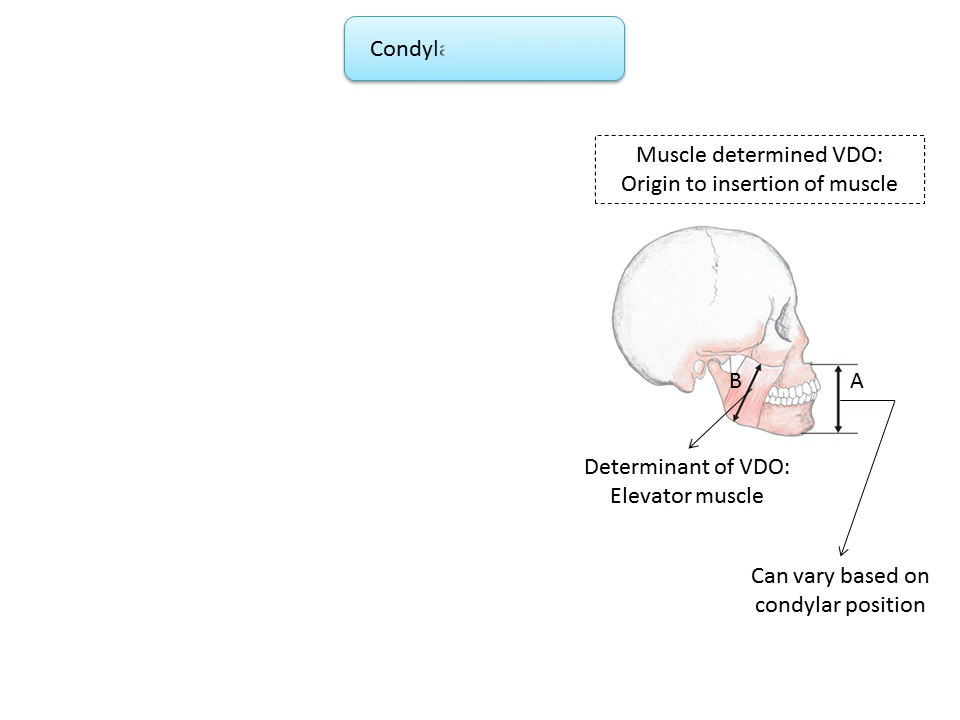 Condyla
Muscle determined VDO:
Origin to insertion of muscle
B
A
Determinant of VDO:
Elevator muscle
Can vary based on
condylar position